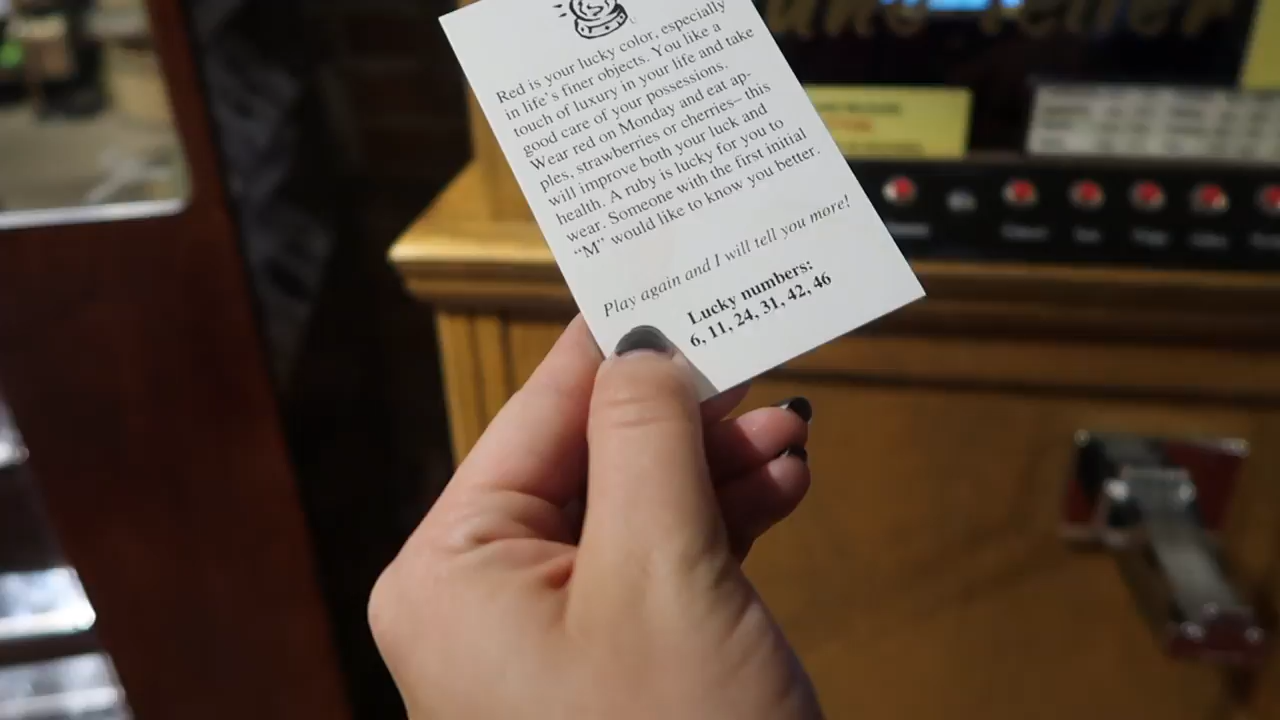 teller
Red is your lucky color, especially
in life's finer objects. You like a
touch of luxury in your life and take
good care of your possessions.
Wear red on Monday and eat ap-
ples, strawberries or cherries– this
will improve both your luck and
health. A ruby is lucky for you to
wear. Someone with the first initial
“M” would like to know you better.
Play again and I will tell you more!
Lucky numbers:
6, 11, 24, 31, 42, 46